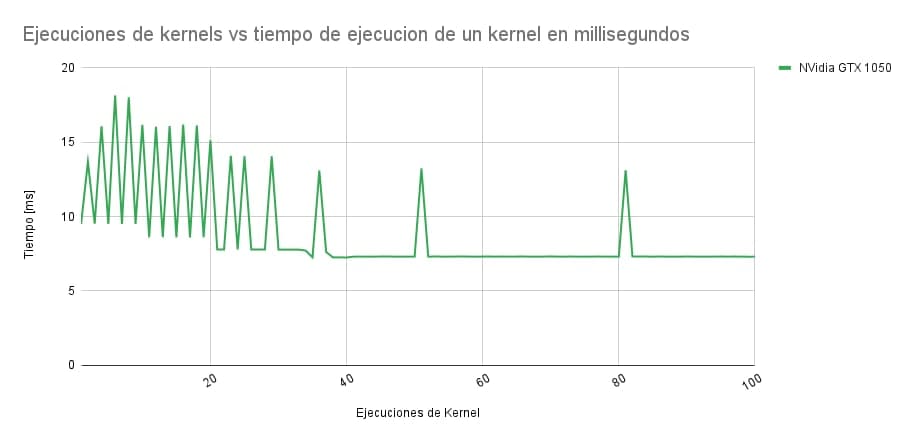 Ejecuciones de kernels vs tiempo de ejecucion de un kernel en millisegundos
NVidia GTX 1050
Tiempo [ms]
20
15
10
5
0
20
40
60
80
100
Ejecuciones de Kernel